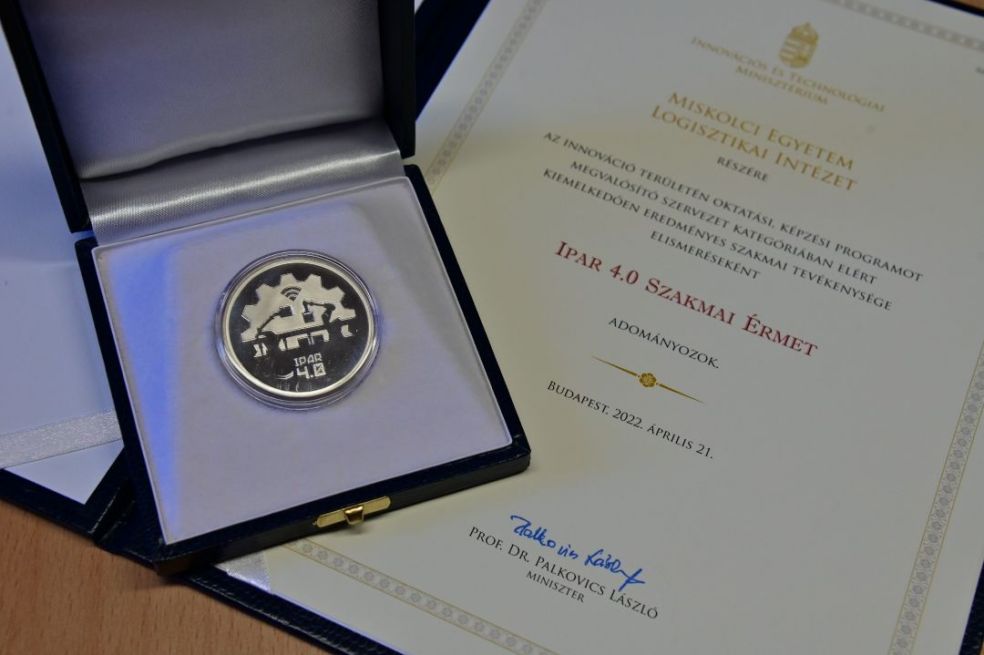 IPAR
4.0
INNOVÁCIÓS ÉS TECHNOLÓGIAI
MINISZTÉRIUM
MISKOLCI EGYETEM
LOGISZTIKAI INTÉZET
RÉSZÉRE
AZ INNOVÁCIÓ TERÜLETÉN OKTATÁSI, KÉPZÉSI PROGRAMOT
MEGVALÓSÍTÓ SZERVEZET KATEGÓRIÁBAN ELÉRT
KIEMELKEDŐEN EREDMÉNYES SZAKMAI TEVÉKENYSÉGE
ELISMERÉSEKÉNT
IPAR 4.0 SZAKMAI ÉRMET
ADOMÁNYOZOK.
BUDAPEST, 2022. ÁPRILIS 21.
Palkovics László
PROF. DR. PALKOVICS LÁSZLÓ
MINISZTER